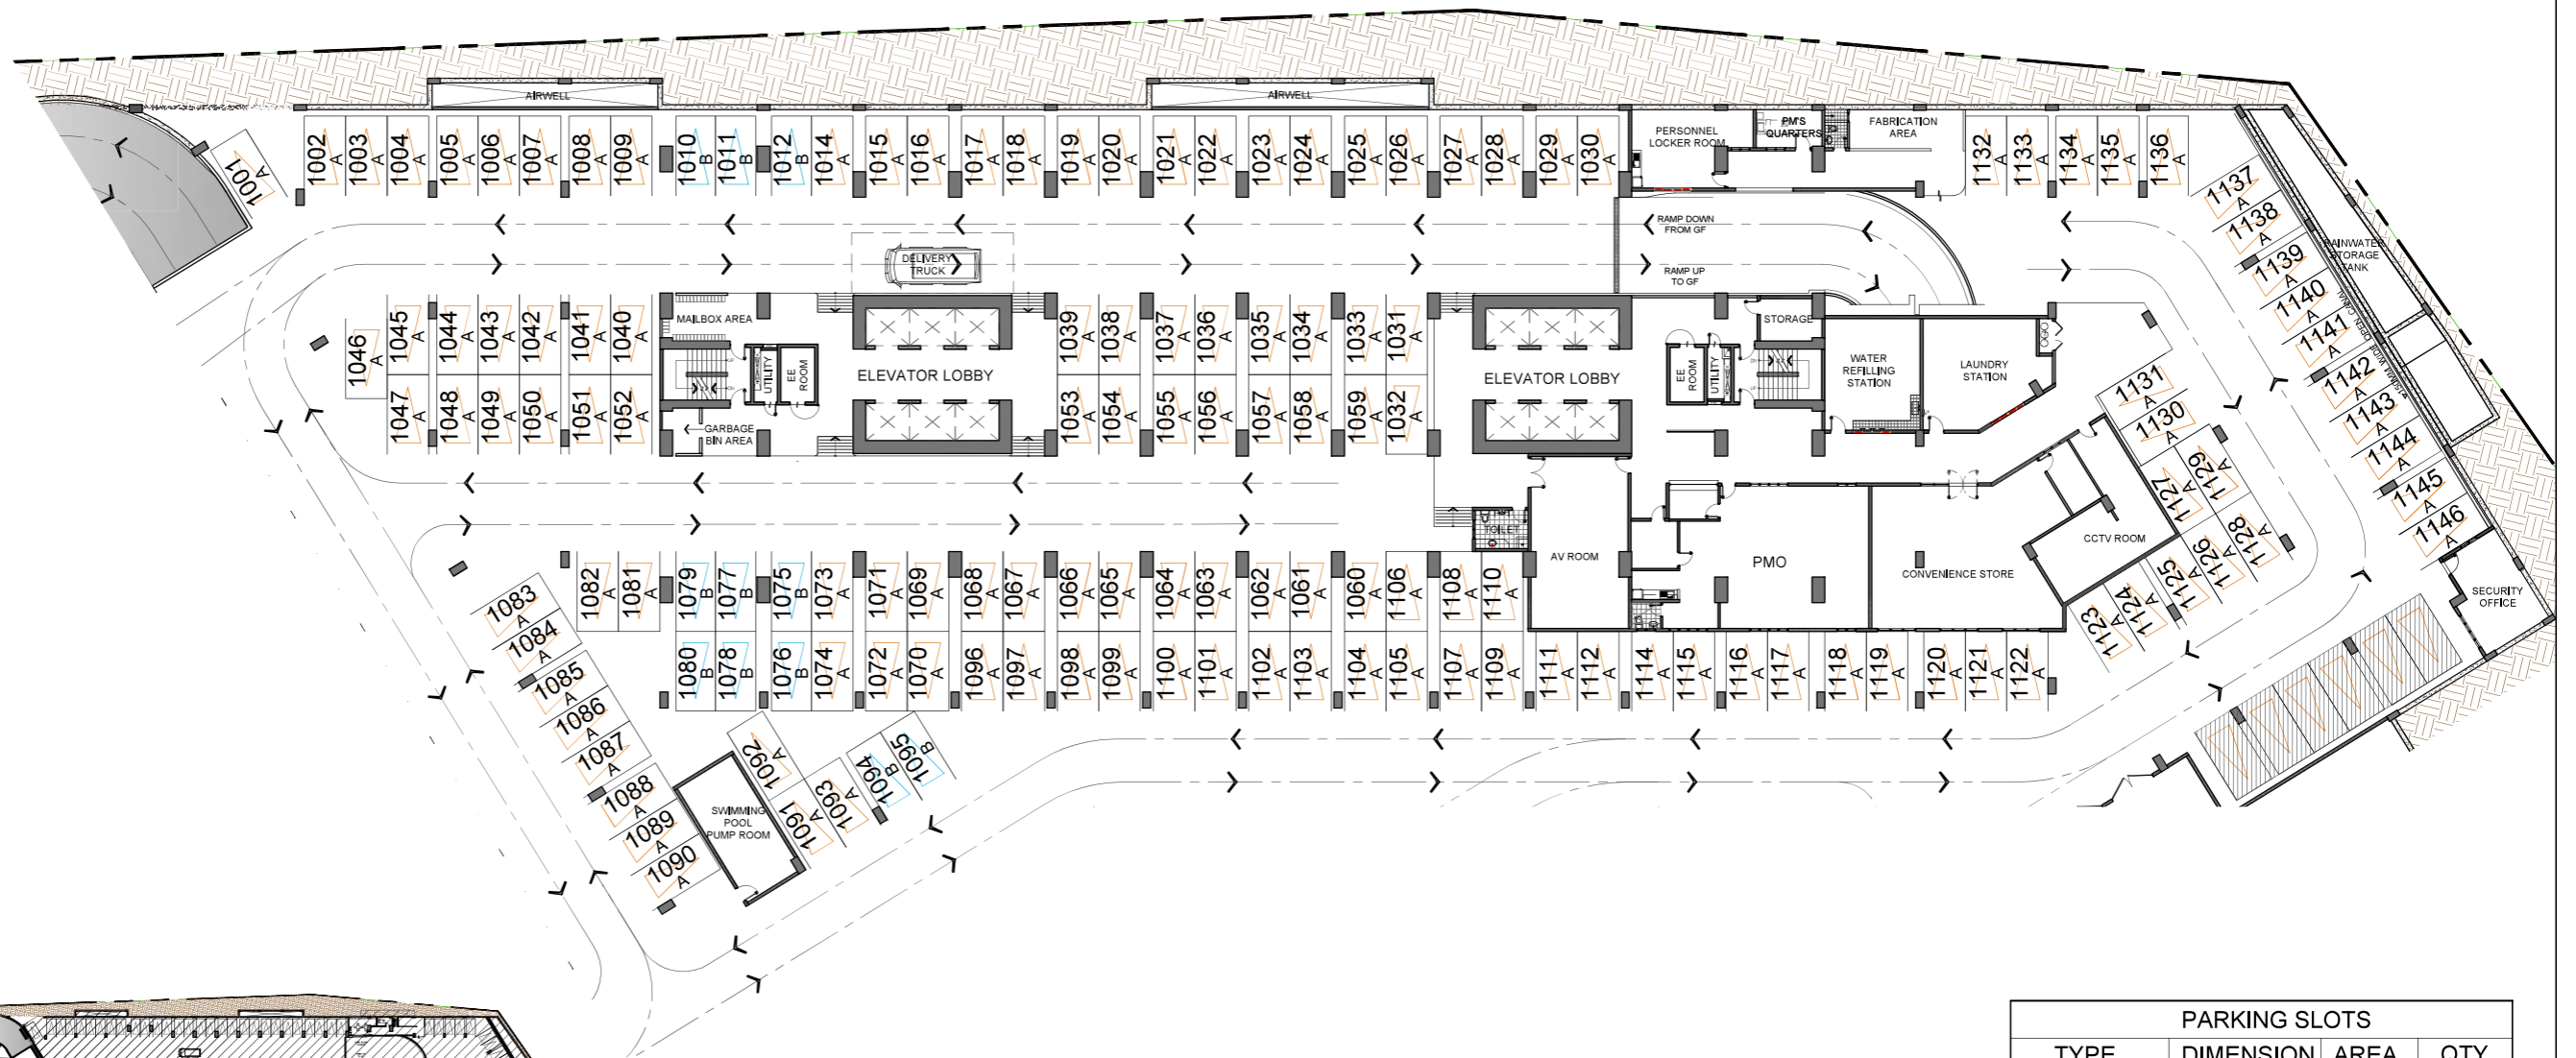 AIRWELL
AIRWELL
1001 A
1002 A
1003 A
1004 A
1005 A
1006 A
1007 A
1008 A
1009 A
1010 B
1011 B
1012 B
1014 A
1015 A
1016 A
1017 A
1018 A
1019 A
1020 A
1021 A
1022 A
1023 A
1024 A
1025 A
1026 A
1027 A
1028 A
1029 A
1030 A
PERSONNEL
LOCKER ROOM
PM'S
QUARTERS
FABRICATION
AREA
1132 A
1133 A
1134 A
1135 A
1136 A
1137 A
1138 A
1139 A
1140 A
1141 A
1142 A
1143 A
1144 A
1145 A
1146 A
RAINWATER
STORAGE
TANK
RAMP DOWN
FROM GF
RAMP UP
TO GF
DELIVERY
TRUCK
1046 A
1045 A
1044 A
1043 A
1042 A
1041 A
1040 A
MAILBOX AREA
UTILITY
EE
ROOM
ELEVATOR LOBBY
1039 A
1038 A
1037 A
1036 A
1035 A
1034 A
1033 A
1031 A
ELEVATOR LOBBY
EE
ROOM
UTILITY
STORAGE
WATER
REFILLING
STATION
LAUNDRY
STATION
1047 A
1048 A
1049 A
1050 A
1051 A
1052 A
GARBAGE
BIN AREA
1053 A
1054 A
1055 A
1056 A
1057 A
1058 A
1059 A
1032 A
1131 A
1130 A
1129 A
1127 A
1128 A
1126 A
1125 A
1124 A
1123 A
TOILET
AV ROOM
PMO
CONVENIENCE STORE
CCTV ROOM
SECURITY
OFFICE
1082 A
1081 A
1079 B
1077 B
1075 B
1073 A
1071 A
1069 A
1068 A
1067 A
1066 A
1065 A
1064 A
1063 A
1062 A
1061 A
1060 A
1106 A
1108 A
1110 A
1080 B
1078 B
1076 B
1074 A
1072 A
1070 A
1096 A
1097 A
1098 A
1099 A
1100 A
1101 A
1102 A
1103 A
1104 A
1105 A
1107 A
1109 A
1111 A
1112 A
1114 A
1115 A
1116 A
1117 A
1118 A
1119 A
1120 A
1121 A
1122 A
1083 A
1084 A
1085 A
1086 A
1087 A
1088 A
1089 A
1090 A
SWIMMING
POOL
PUMP ROOM
1092 A
1091 A
1093 A
1094 B
1095 B
PARKING SLOTS
TYPE DIMENSION AREA QTY